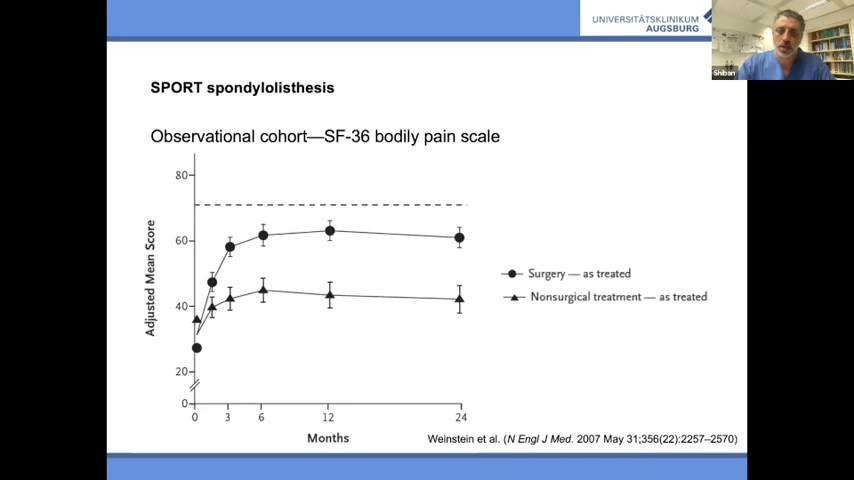 UNIVERSITÄTSKLINIKUM
AUGSBURG
Shiban
SPORT spondylolisthesis
Observational cohort—SF-36 bodily pain scale
80
60
40
20
0
Adjusted Mean Score
0 3 6 12 24
Months
Surgery — as treated
Nonsurgical treatment — as treated
Weinstein et al. (N Engl J Med. 2007 May 31;356(22):2257–2570)